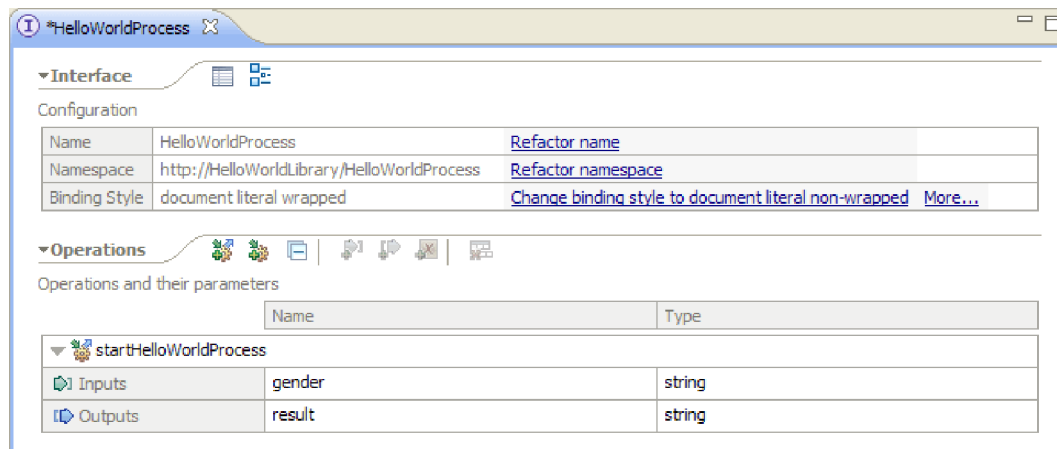 *HelloWorldProcess
Interface
Configuration
Name HelloWorldProcess Refactor name
Namespace http://HelloWorldLibrary/HelloWorldProcess Refactor namespace
Binding Style document literal wrapped Change binding style to document literal non-wrapped More...
Operations
Operations and their parameters
Name Type
startHelloWorldProcess
Inputs gender string
Outputs result string